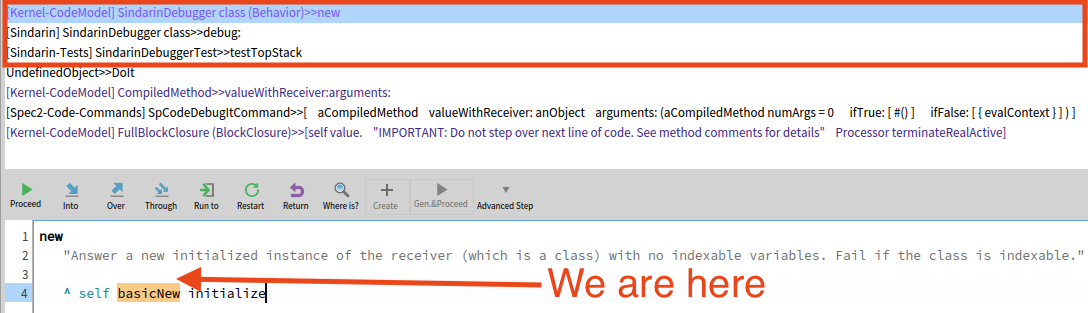 [Kernel-CodeModel] SindarinDebugger class (Behavior)>>new
[Sindarin] SindarinDebugger class>>debug:
[Sindarin-Tests] SindarinDebuggerTest>>testTopStack
UndefinedObject>>DoIt
[Kernel-CodeModel] CompiledMethod>>valueWithReceiver:arguments:
[Spec2-Code-Commands] SpCodeDebugItCommand>>[ aCompiledMethod valueWithReceiver: anObject arguments: (aCompiledMethod numArgs = 0 ifTrue: [ #() ] ifFalse: [ { evalContext } ] ) ]
[Kernel-CodeModel] FullBlockClosure (BlockClosure)>>[self value. "IMPORTANT: Do not step over next line of code. See method comments for details" Processor terminateRealActive]
Proceed Into Over Through Run to Restart Return Where is? Create Gen.&Proceed Advanced Step
1 new
2 "Answer a new initialized instance of the receiver (which is a class) with no indexable variables. Fail if the class is indexable."
3
4 ^ self basicNew initialize
We are here